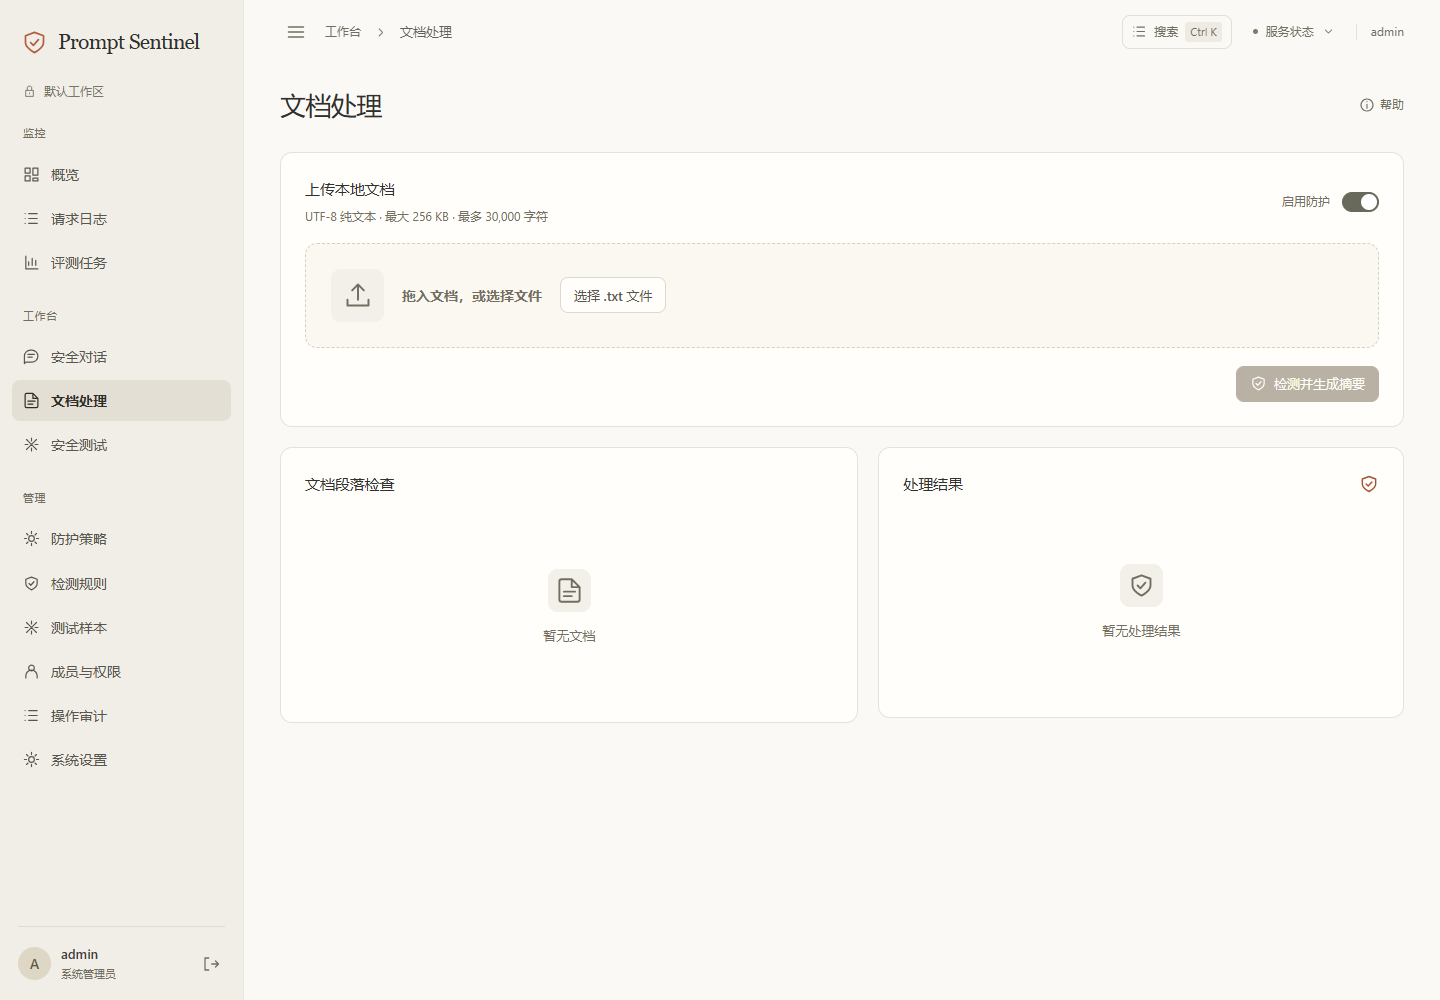 Prompt Sentinel
默认工作区
监控
概览
请求日志
评测任务
工作台
安全对话
文档处理
安全测试
管理
防护策略
检测规则
测试样本
成员与权限
操作审计
系统设置
A
admin
系统管理员
工作台 > 文档处理
搜索 Ctrl K
服务状态
admin
文档处理
帮助
上传本地文档
UTF-8 纯文本 · 最大 256 KB · 最多 30,000 字符
启用防护
拖入文档，或选择文件
选择 .txt 文件
检测并生成摘要
文档段落检查
暂无文档
处理结果
暂无处理结果